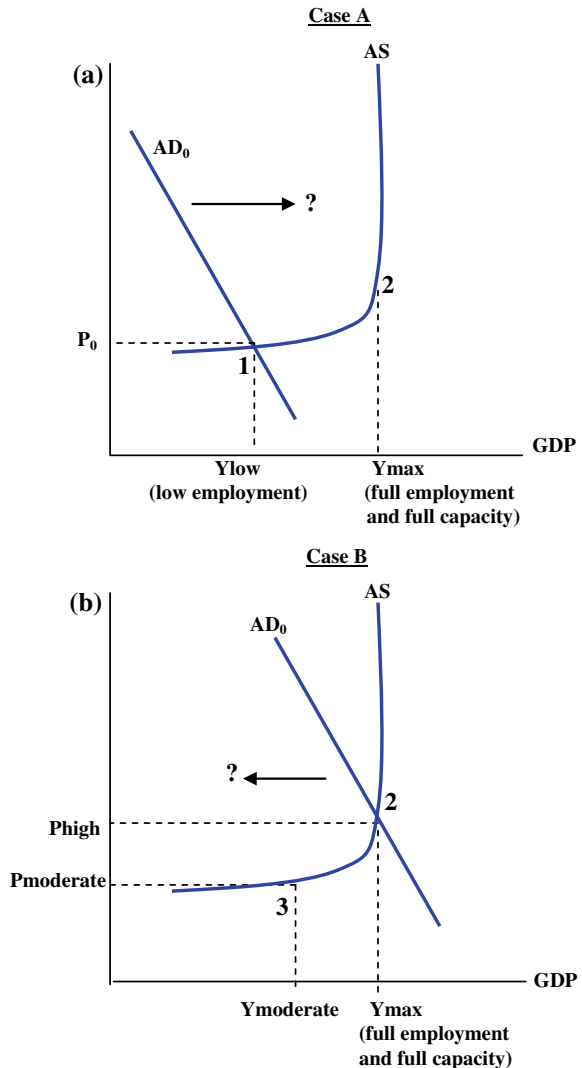 Case A
(a)
AS
AD₀
?
2
P₀
1
GDP
Ylow
(low employment)
Ymax
(full employment
and full capacity)
Case B
(b)
AS
AD₀
?
2
Phigh
Pmoderate
3
GDP
Ymoderate
Ymax
(full employment
and full capacity)